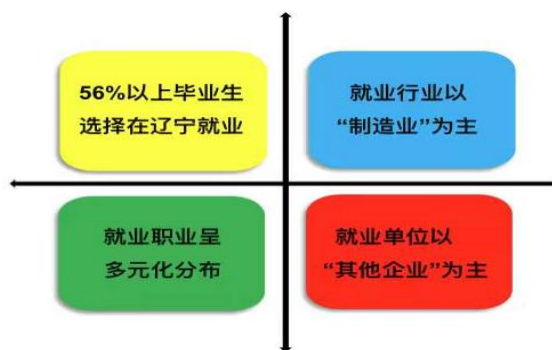 56%以上毕业生
选择在辽宁就业
就业行业以
“制造业”为主
就业职业呈
多元化分布
就业单位以
“其他企业”为主